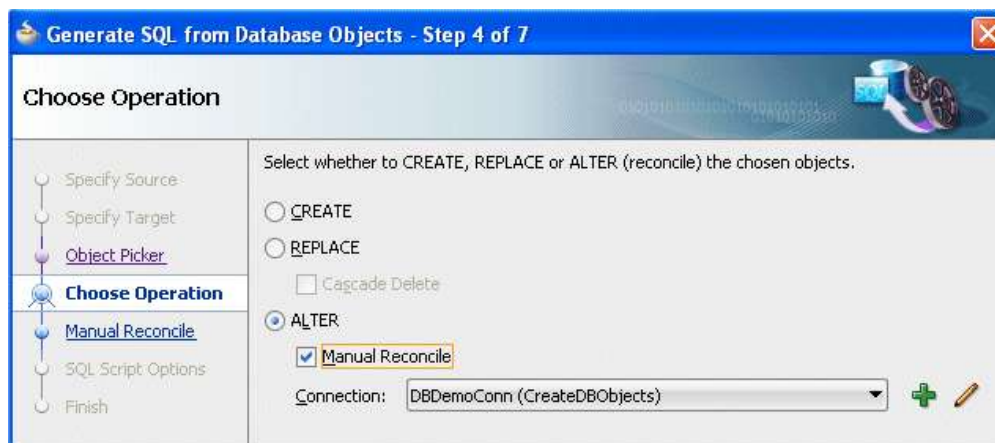 Generate SQL from Database Objects - Step 4 of 7
Choose Operation
Specify Source
Specify Target
Object Picker
Choose Operation
Manual Reconcile
SQL Script Options
Finish
Select whether to CREATE, REPLACE or ALTER (reconcile) the chosen objects.
CREATE
REPLACE
Cascade Delete
ALTER
Manual Reconcile
Connection: DBDemoConn (CreateDBObjects)
SQL